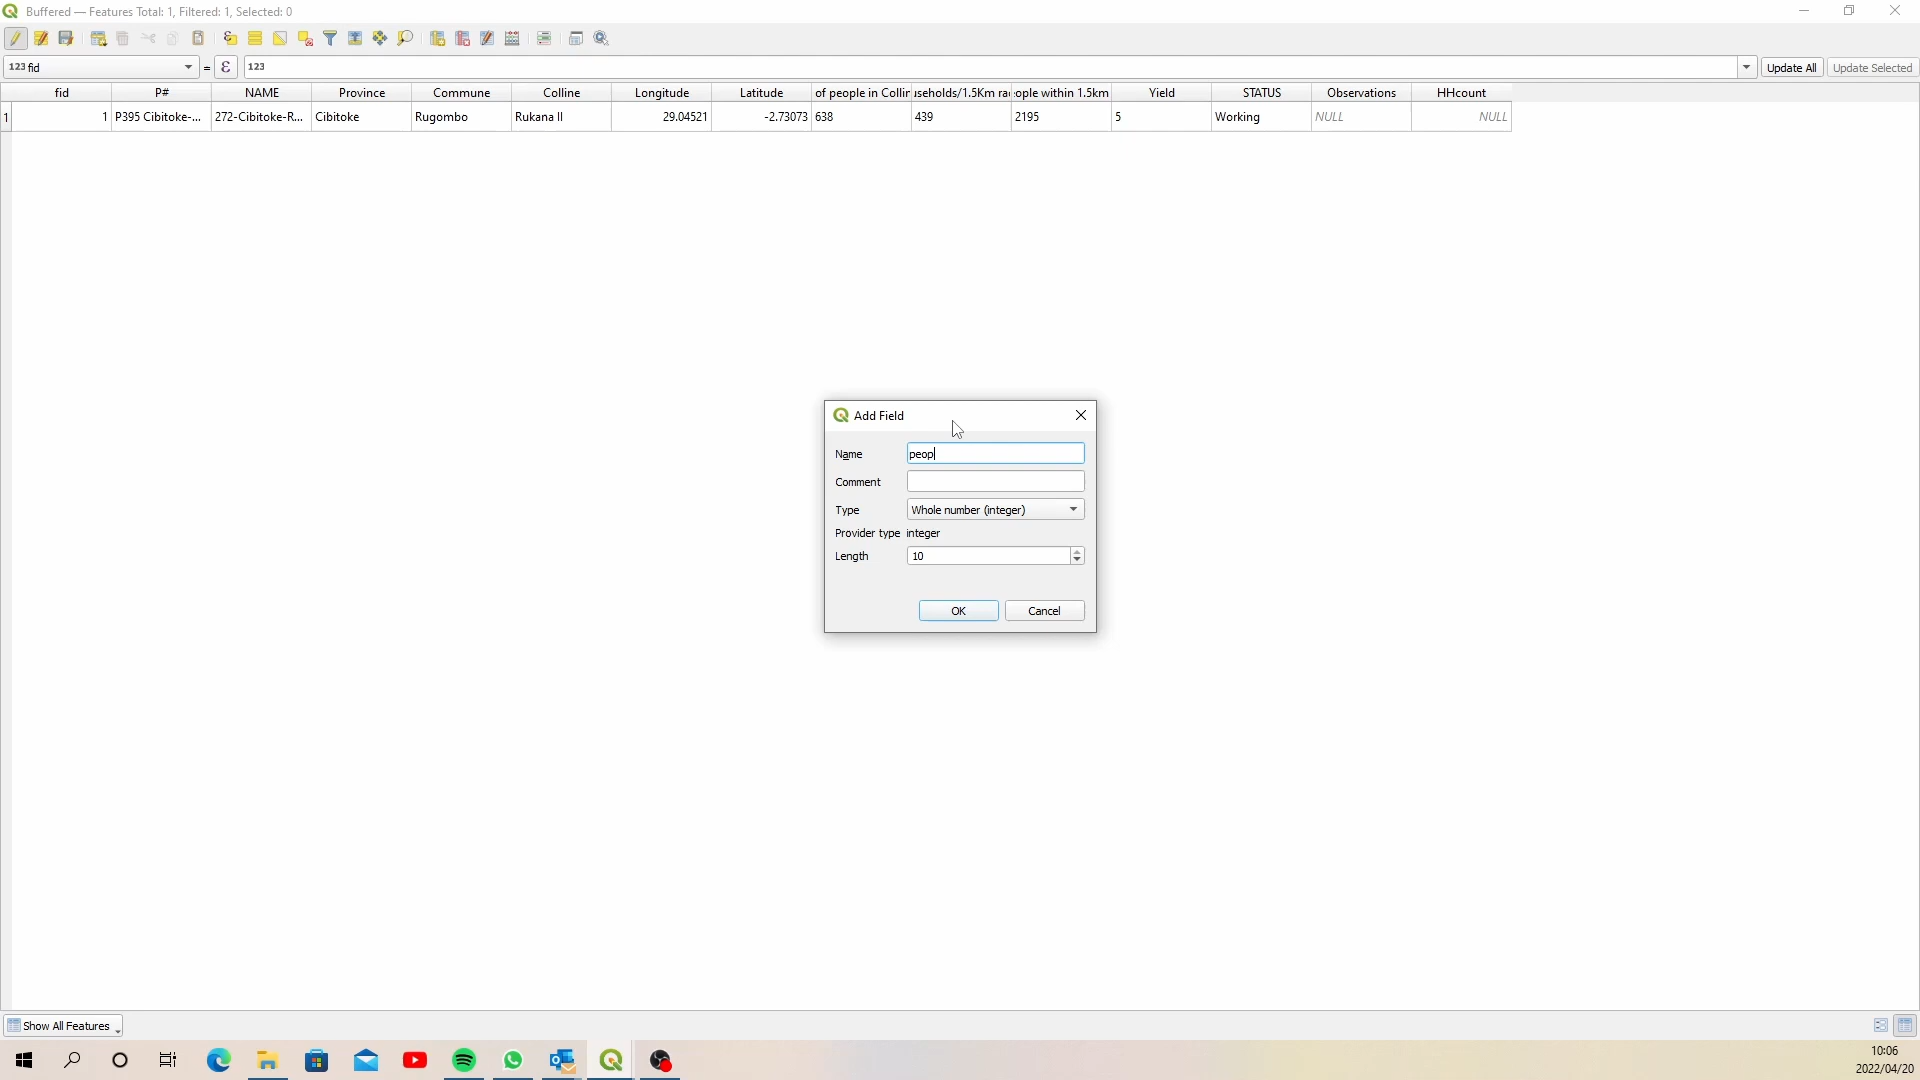 Buffered — Features Total: 1, Filtered: 1, Selected: 0
123 fid = ε 123 Update All Update Selected
fid P# NAME Province Commune Colline Longitude Latitude of people in Collin seholds/1.5Km ra ople within 1.5km Yield STATUS Observations HHcount
1 1 P395 Cibitoke-... 272-Cibitoke-R... Cibitoke Rugombo Rukana II 29.04521 -2.73073 638 439 2195 5 Working NULL NULL
Add Field
Name peopl
Comment
Type Whole number (integer)
Provider type integer
Length 10
OK Cancel
Show All Features
10:06
2022/04/20